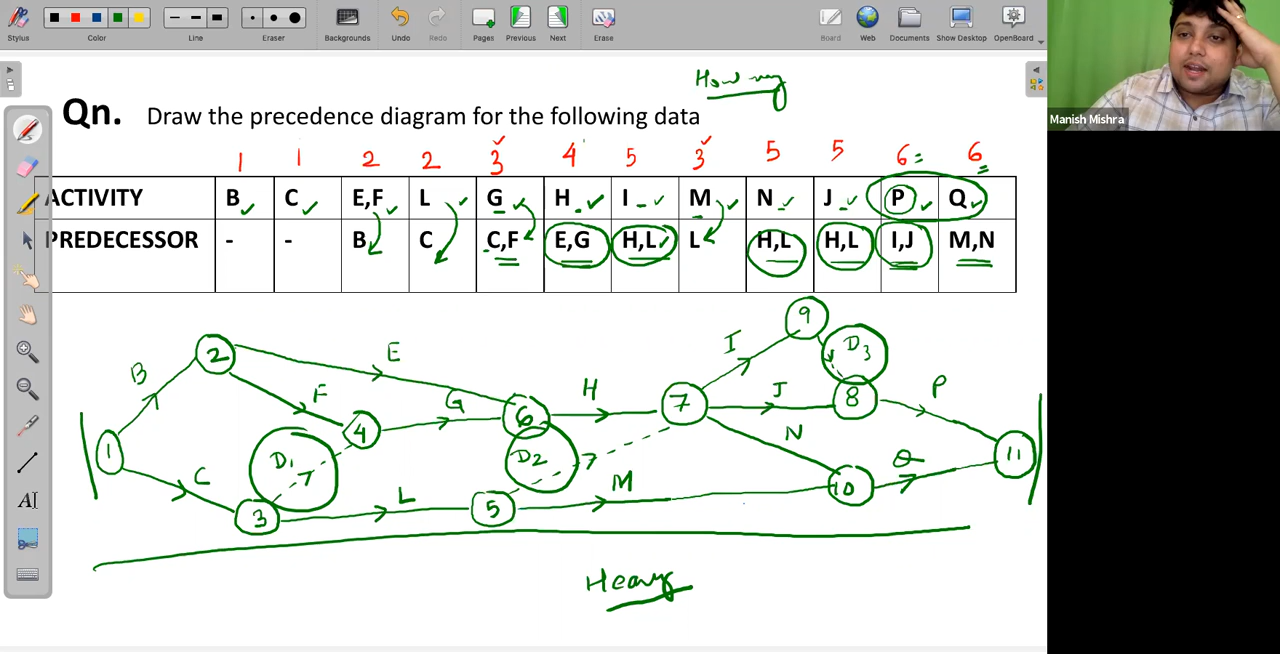 Stylus Color Line Eraser Backgrounds Undo Redo Pages Previous Next Erase Board Web Documents Show Desktop OpenBoard
Manish Mishra
Qn. Draw the precedence diagram for the following data
1 1 2 2 3 4 5 3 5 5 6 6
ACTIVITY B C E,F L G H I M N J P Q
PREDECESSOR - - B C C,F E,G H,L L H,L H,L I,J M,N
9
I D3
2 E
B H 7 J 8 P
F G 6
4 N
1 D1 D2 11
C L M 10 Q
3 5
Heavy